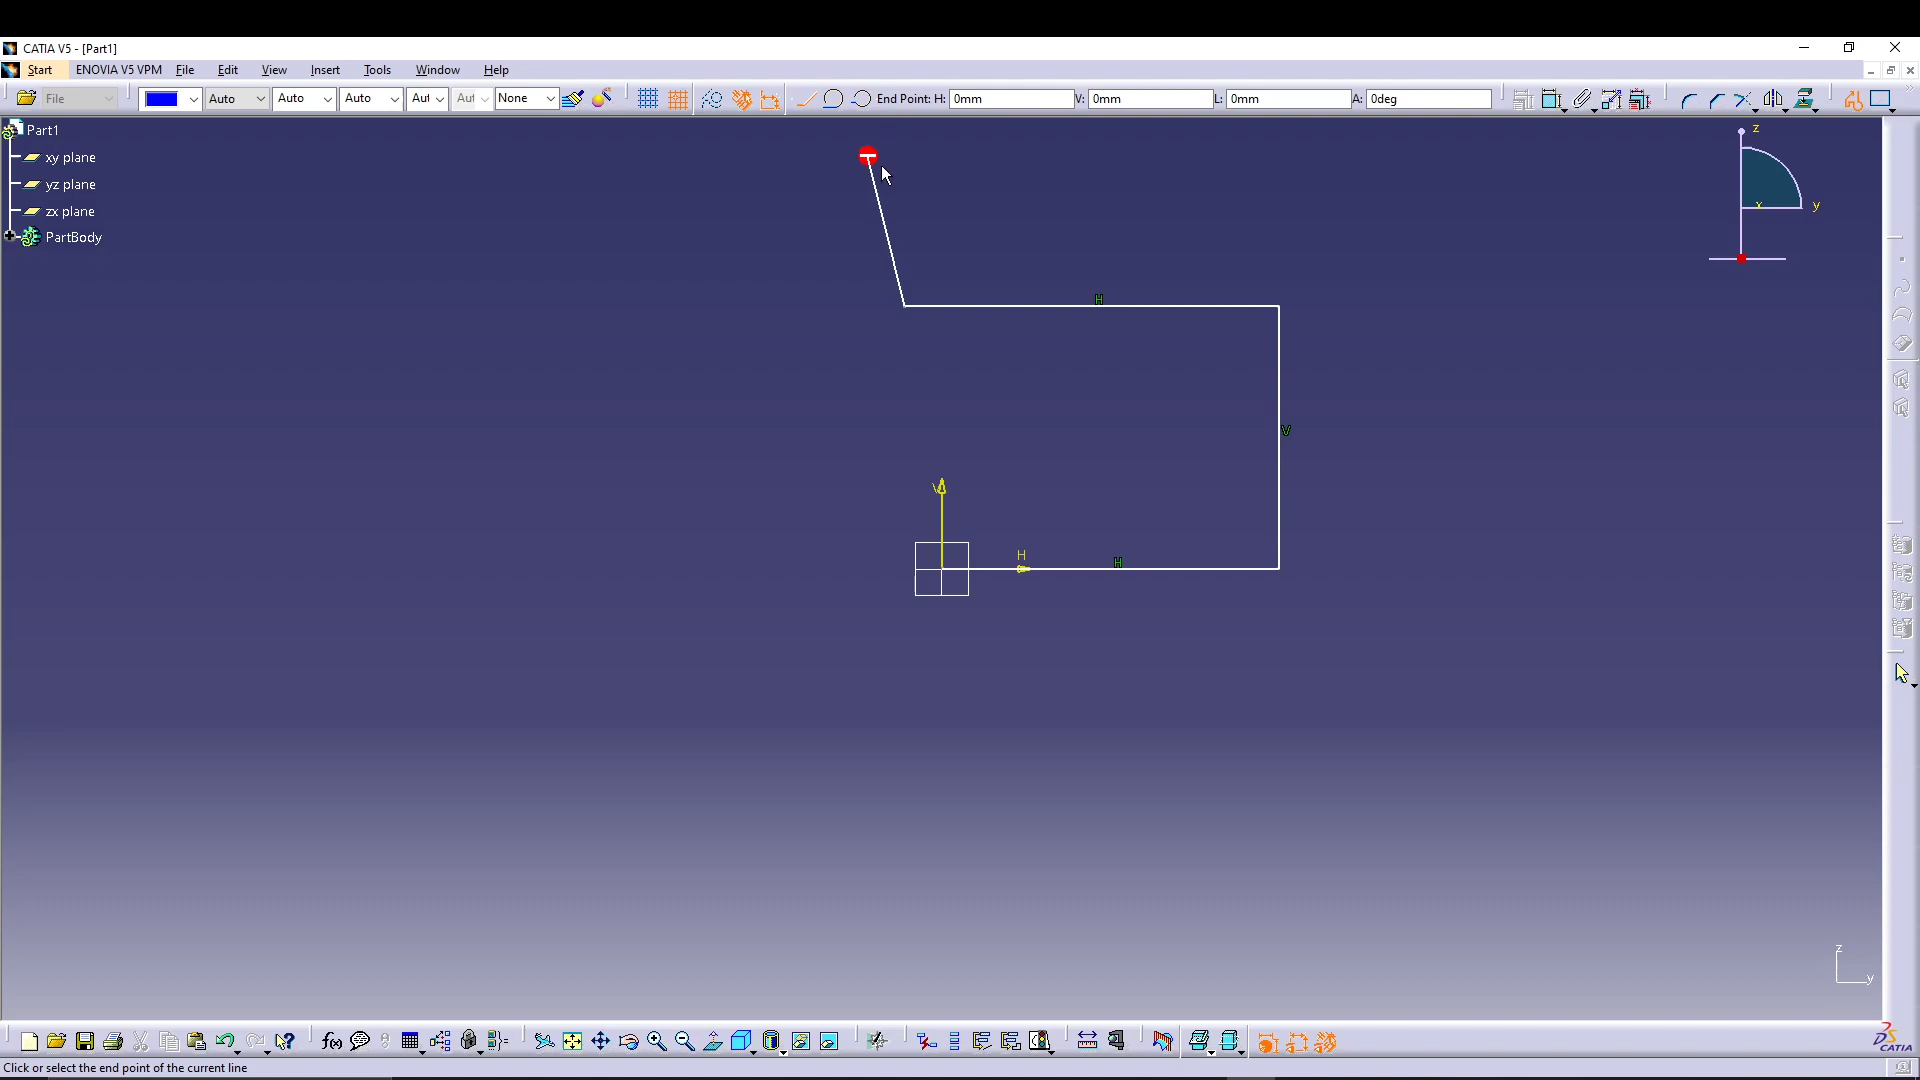 CATIA V5 - [Part1]
Start ENOVIA V5 VPM File Edit View Insert Tools Window Help
File Auto Auto Auto Aut Aut None End Point: H: 0mm V: 0mm L: 0mm A: 0deg
Part1
xy plane
yz plane
zx plane
PartBody
z
x y
H
V
V
H
H
z
y
f(x)
CATIA
Click or select the end point of the current line